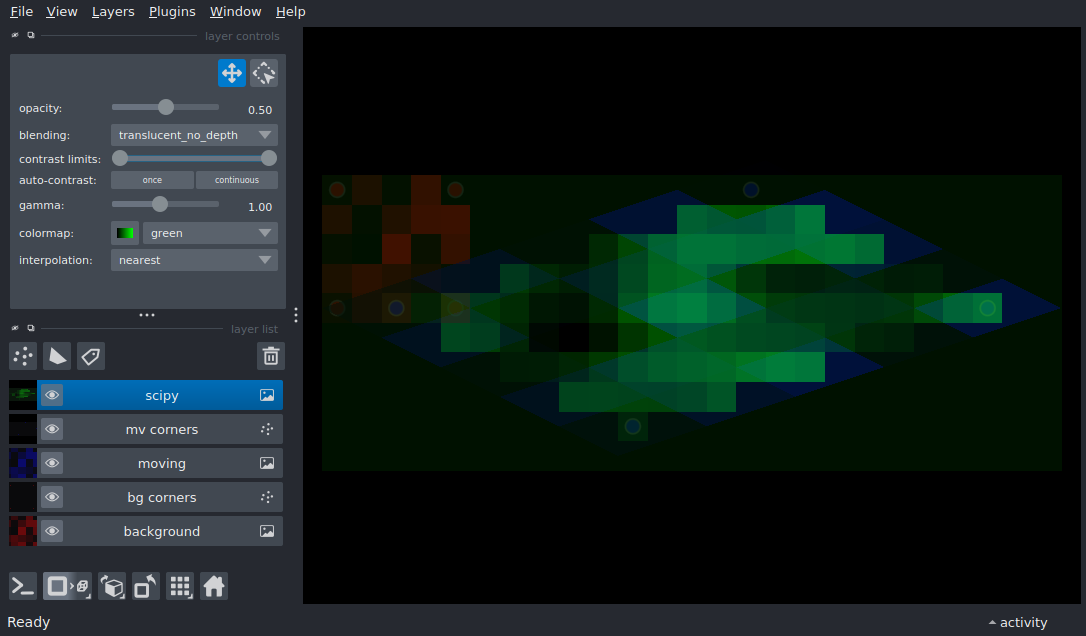 File View Layers Plugins Window Help
layer controls
opacity: 0.50
blending: translucent_no_depth
contrast limits:
auto-contrast: once continuous
gamma: 1.00
colormap: green
interpolation: nearest
layer list
scipy
mv corners
moving
bg corners
background
Ready activity